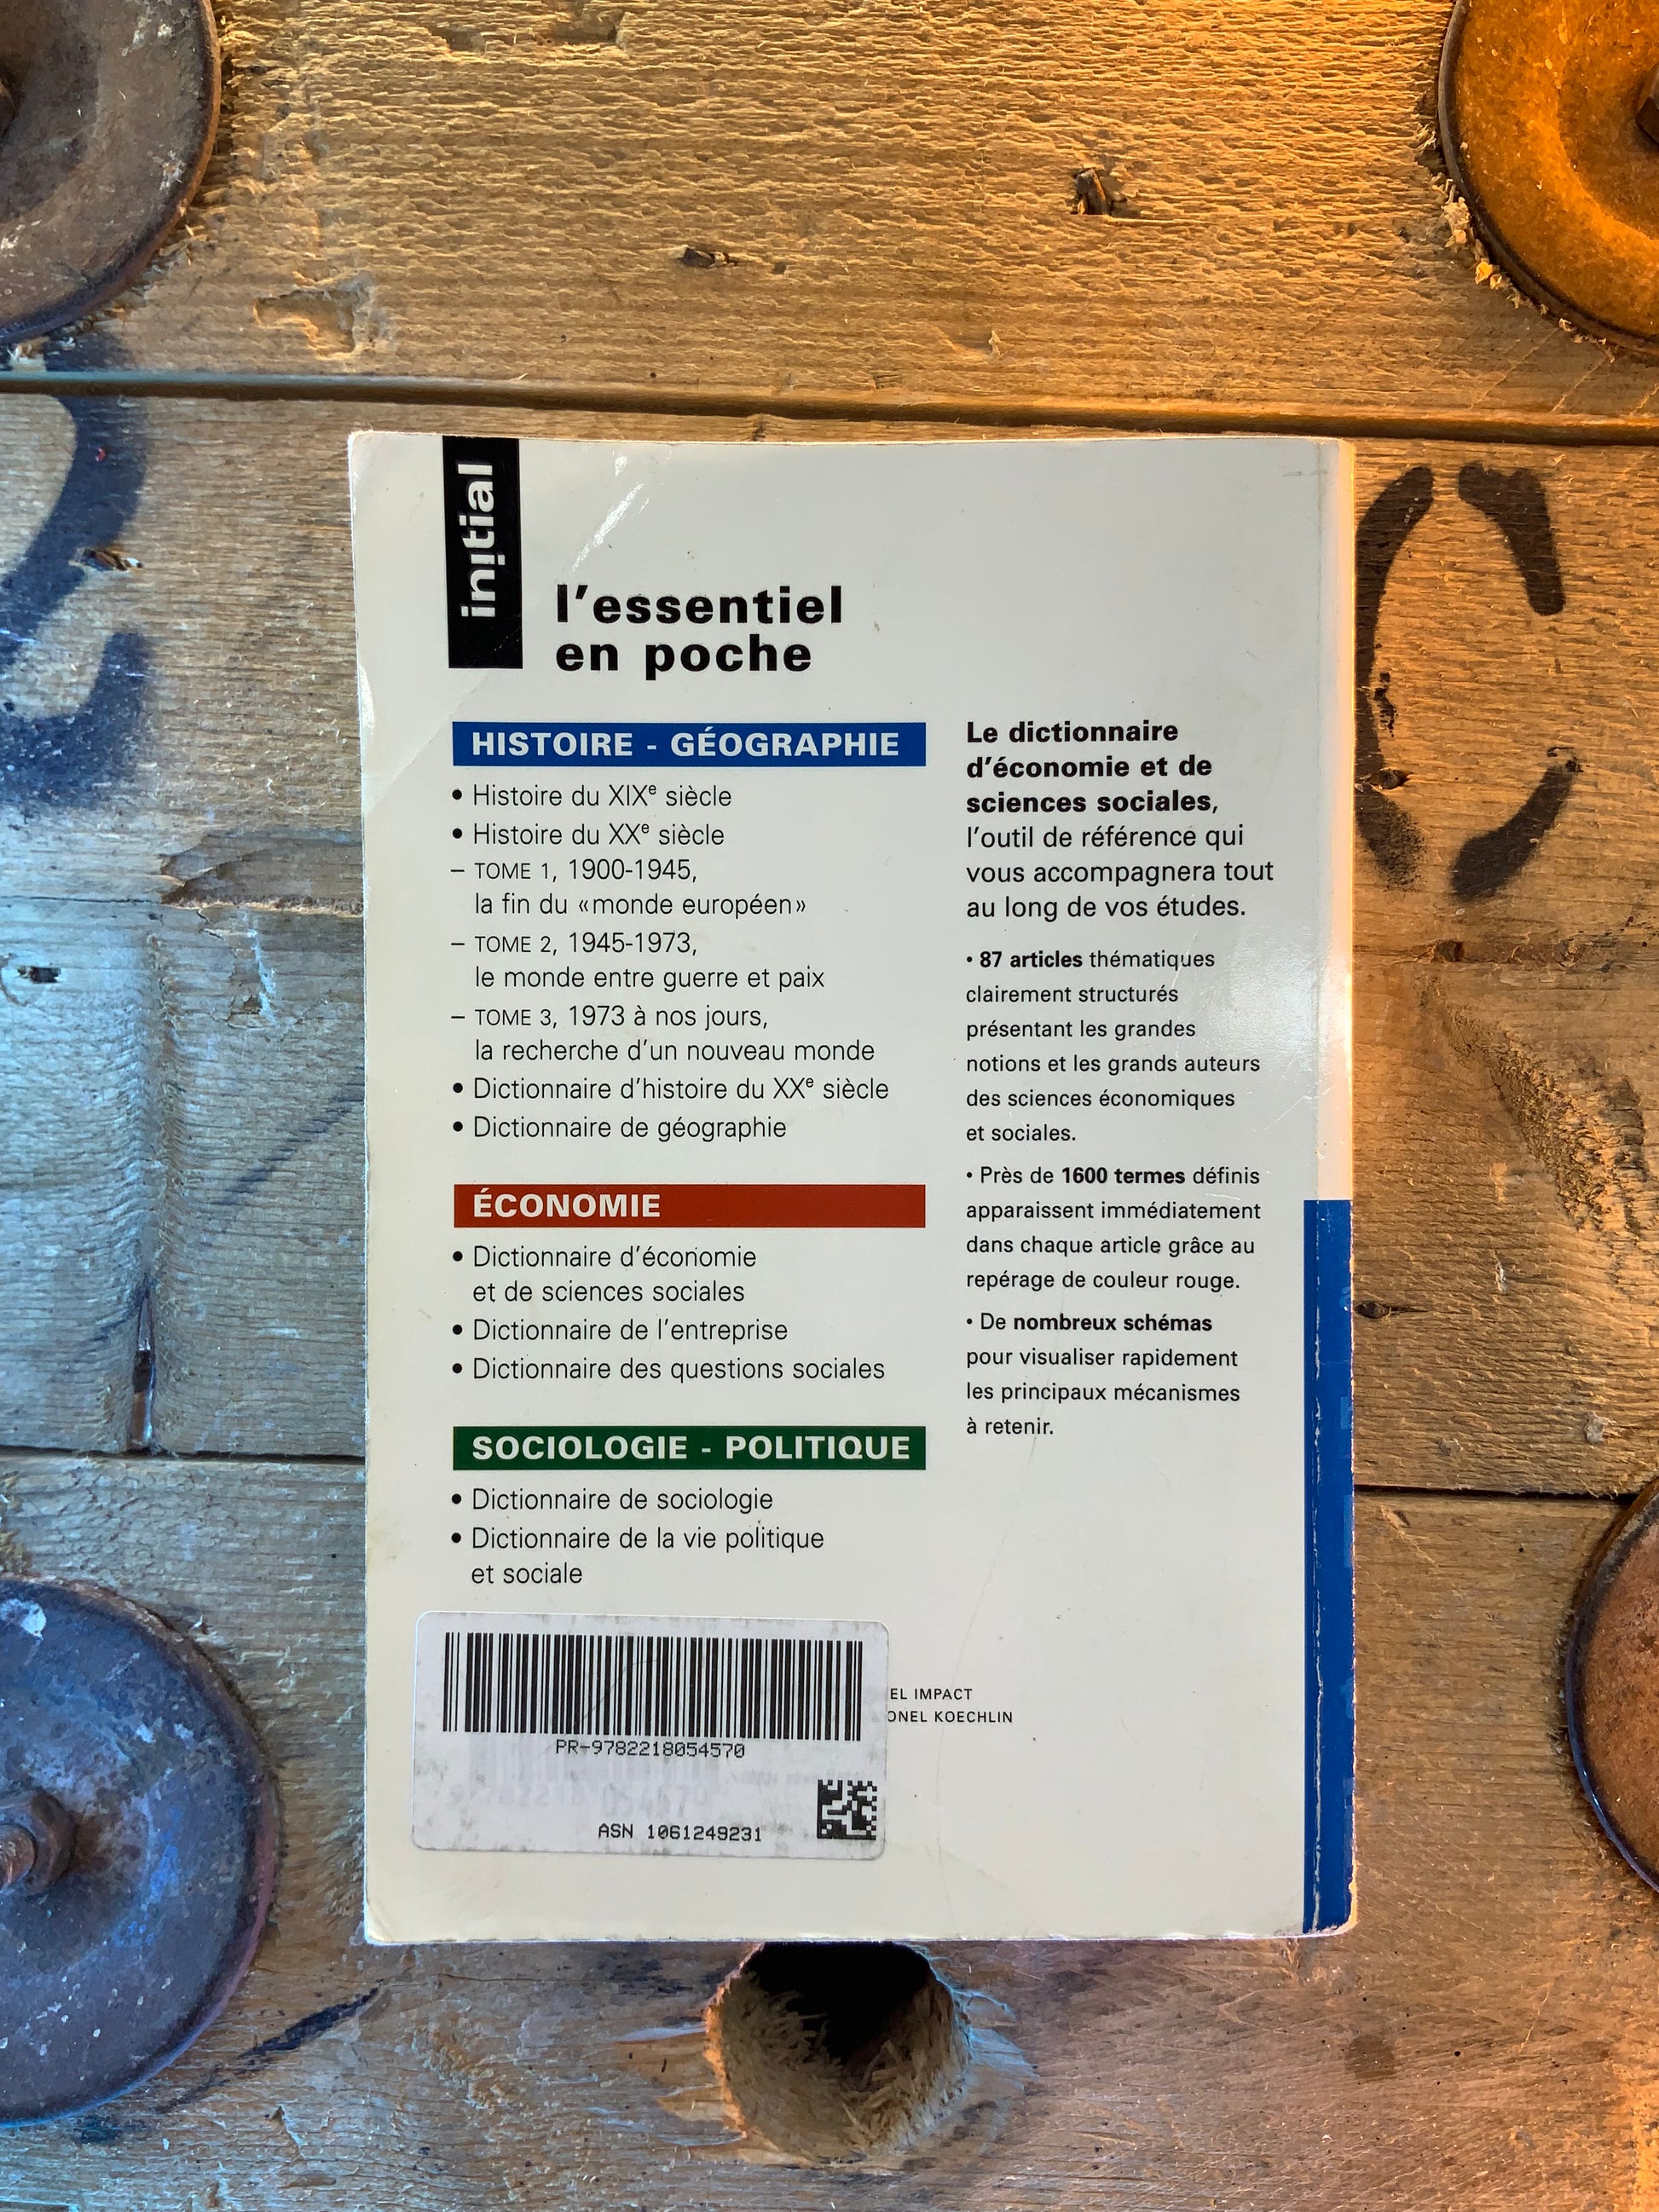 initial
l'essentiel
en poche
HISTOIRE - GÉOGRAPHIE
• Histoire du XIXe siècle
• Histoire du XXe siècle
– TOME 1, 1900-1945,
la fin du «monde européen»
– TOME 2, 1945-1973,
le monde entre guerre et paix
– TOME 3, 1973 à nos jours,
la recherche d'un nouveau monde
• Dictionnaire d'histoire du XXe siècle
• Dictionnaire de géographie
ÉCONOMIE
• Dictionnaire d'économie
et de sciences sociales
• Dictionnaire de l'entreprise
• Dictionnaire des questions sociales
SOCIOLOGIE - POLITIQUE
• Dictionnaire de sociologie
• Dictionnaire de la vie politique
et sociale
Le dictionnaire
d'économie et de
sciences sociales,
l'outil de référence qui
vous accompagnera tout
au long de vos études.
• 87 articles thématiques
clairement structurés
présentant les grandes
notions et les grands auteurs
des sciences économiques
et sociales.
• Près de 1600 termes définis
apparaissent immédiatement
dans chaque article grâce au
repérage de couleur rouge.
• De nombreux schémas
pour visualiser rapidement
les principaux mécanismes
à retenir.
EL IMPACT
ONEL KOECHLIN
PR-9782218054570
ASN 1061249231